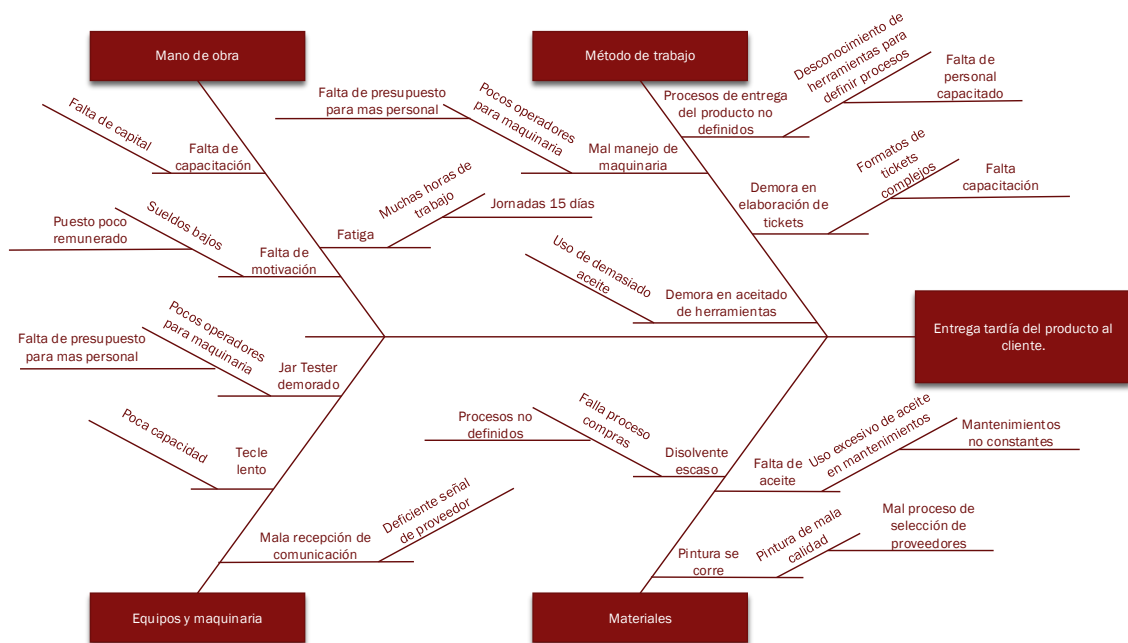 Mano de obra
Método de trabajo
Falta de capital
Falta de
capacitación
Puesto poco
remunerado
Sueldos bajos
Falta de
motivación
Fatiga
Muchas horas de
trabajo
Jornadas 15 días
Falta de presupuesto
para mas personal
Pocos operadores
para maquinaria
Mal manejo de
maquinaria
Procesos de entrega
del producto no
definidos
Desconocimiento de
herramientas para
definir procesos
Falta de
personal
capacitado
Demora en
elaboración de
tickets
Formatos de
tickets
complejos
Falta
capacitación
Uso de demasiado
aceite
Demora en aceitado
de herramientas
Entrega tardía del producto al
cliente.
Falta de presupuesto
para mas personal
Pocos operadores
para maquinaria
Jar Tester
demorado
Poca capacidad
Tecle
lento
Mala recepción de
comunicación
Deficiente señal
de proveedor
Procesos no
definidos
Falla proceso
compras
Disolvente
escaso
Falta de
aceite
Uso excesivo de aceite
en mantenimientos
Mantenimientos
no constantes
Pintura se
corre
Pintura de mala
calidad
Mal proceso de
selección de
proveedores
Equipos y maquinaria
Materiales